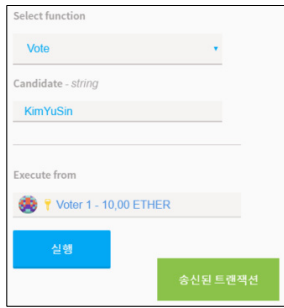 Select function
Vote
Candidate - string
KimYuSin
Execute from
Voter 1 - 10,00 ETHER
실행
송신된 트랜잭션